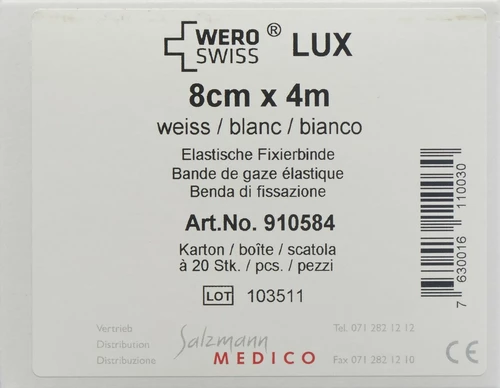 WERO SWISS® LUX
8cm x 4m
weiss / blanc / bianco
Elastische Fixierbinde
Bande de gaze élastique
Benda di fissazione
Art.No. 910584
Karton / boîte / scatola
à 20 Stk. / pcs. / pezzi
LOT 103511
7 630016 110030
Vertrieb
Distribution
Distribuzione
Salzmann
MEDICO
Tel. 071 282 12 12
Fax 071 282 12 10